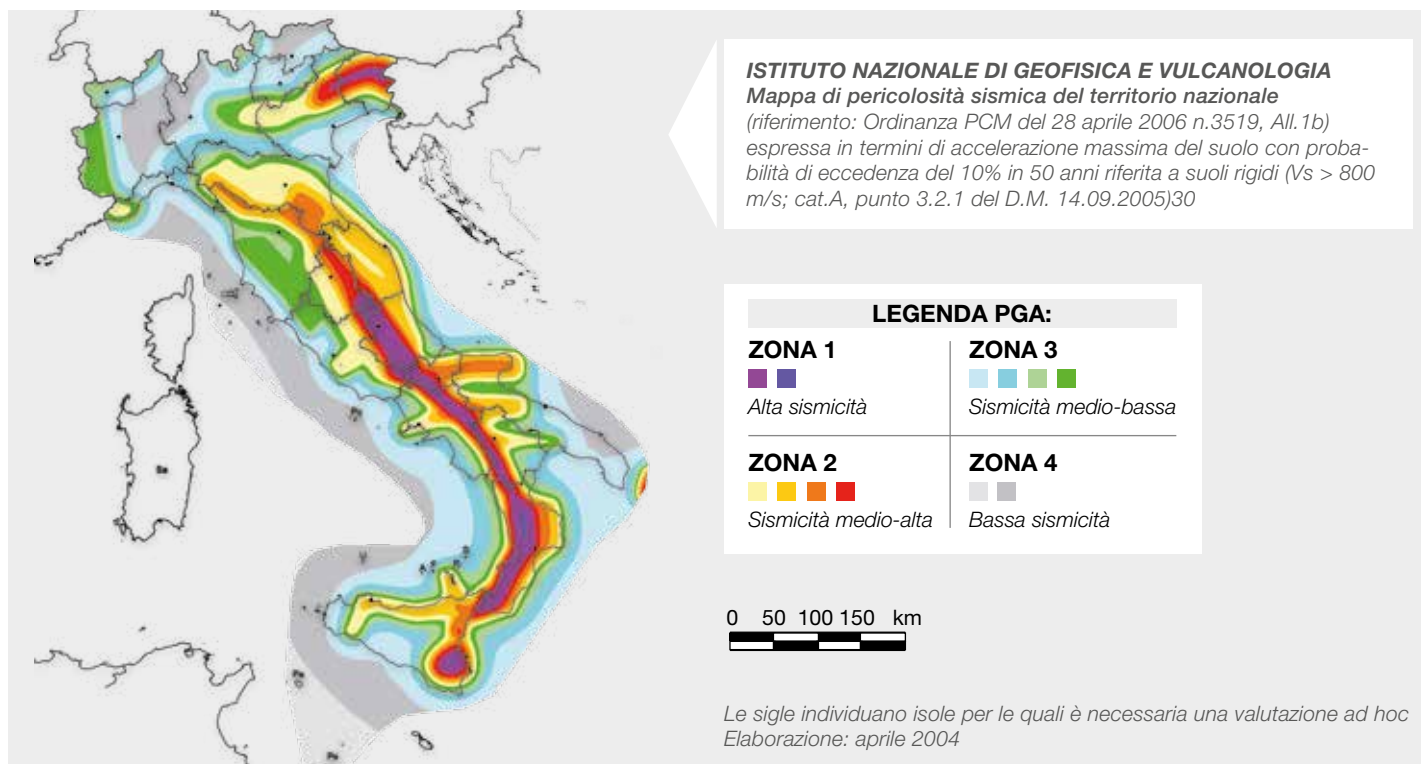 ISTITUTO NAZIONALE DI GEOFISICA E VULCANOLOGIA
Mappa di pericolosità sismica del territorio nazionale
(riferimento: Ordinanza PCM del 28 aprile 2006 n.3519, All.1b)
espressa in termini di accelerazione massima del suolo con proba-
bilità di eccedenza del 10% in 50 anni riferita a suoli rigidi (Vs > 800
m/s; cat.A, punto 3.2.1 del D.M. 14.09.2005)30
LEGENDA PGA:
ZONA 1
Alta sismicità
ZONA 3
Sismicità medio-bassa
ZONA 2
Sismicità medio-alta
ZONA 4
Bassa sismicità
0 50 100 150 km
Le sigle individuano isole per le quali è necessaria una valutazione ad hoc
Elaborazione: aprile 2004